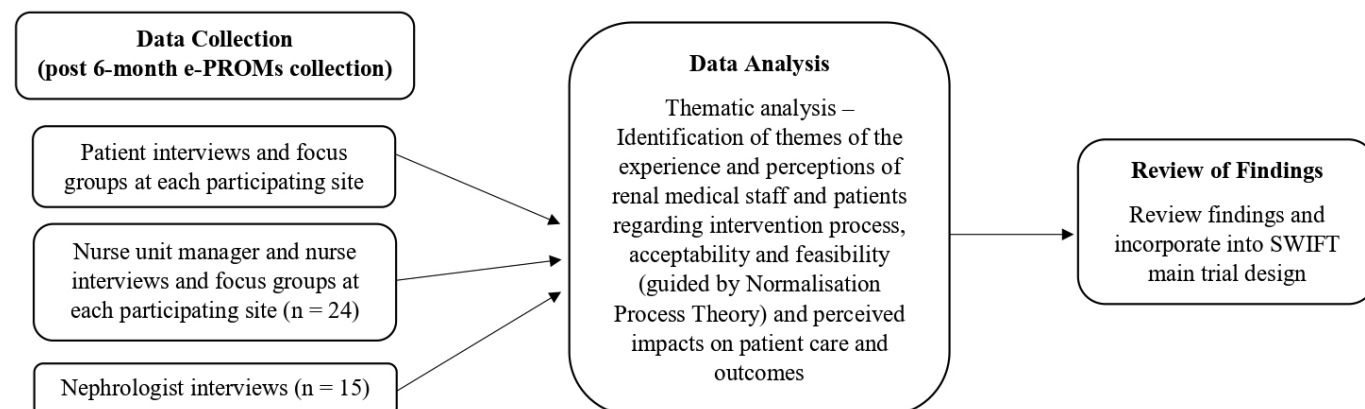 Data Collection
(post 6-month e-PROMs collection)
Patient interviews and focus
groups at each participating site
Nurse unit manager and nurse
interviews and focus groups at
each participating site (n = 24)
Nephrologist interviews (n = 15)
Data Analysis
Thematic analysis –
Identification of themes of the
experience and perceptions of
renal medical staff and patients
regarding intervention process,
acceptability and feasibility
(guided by Normalisation
Process Theory) and perceived
impacts on patient care and
outcomes
Review of Findings
Review findings and
incorporate into SWIFT
main trial design